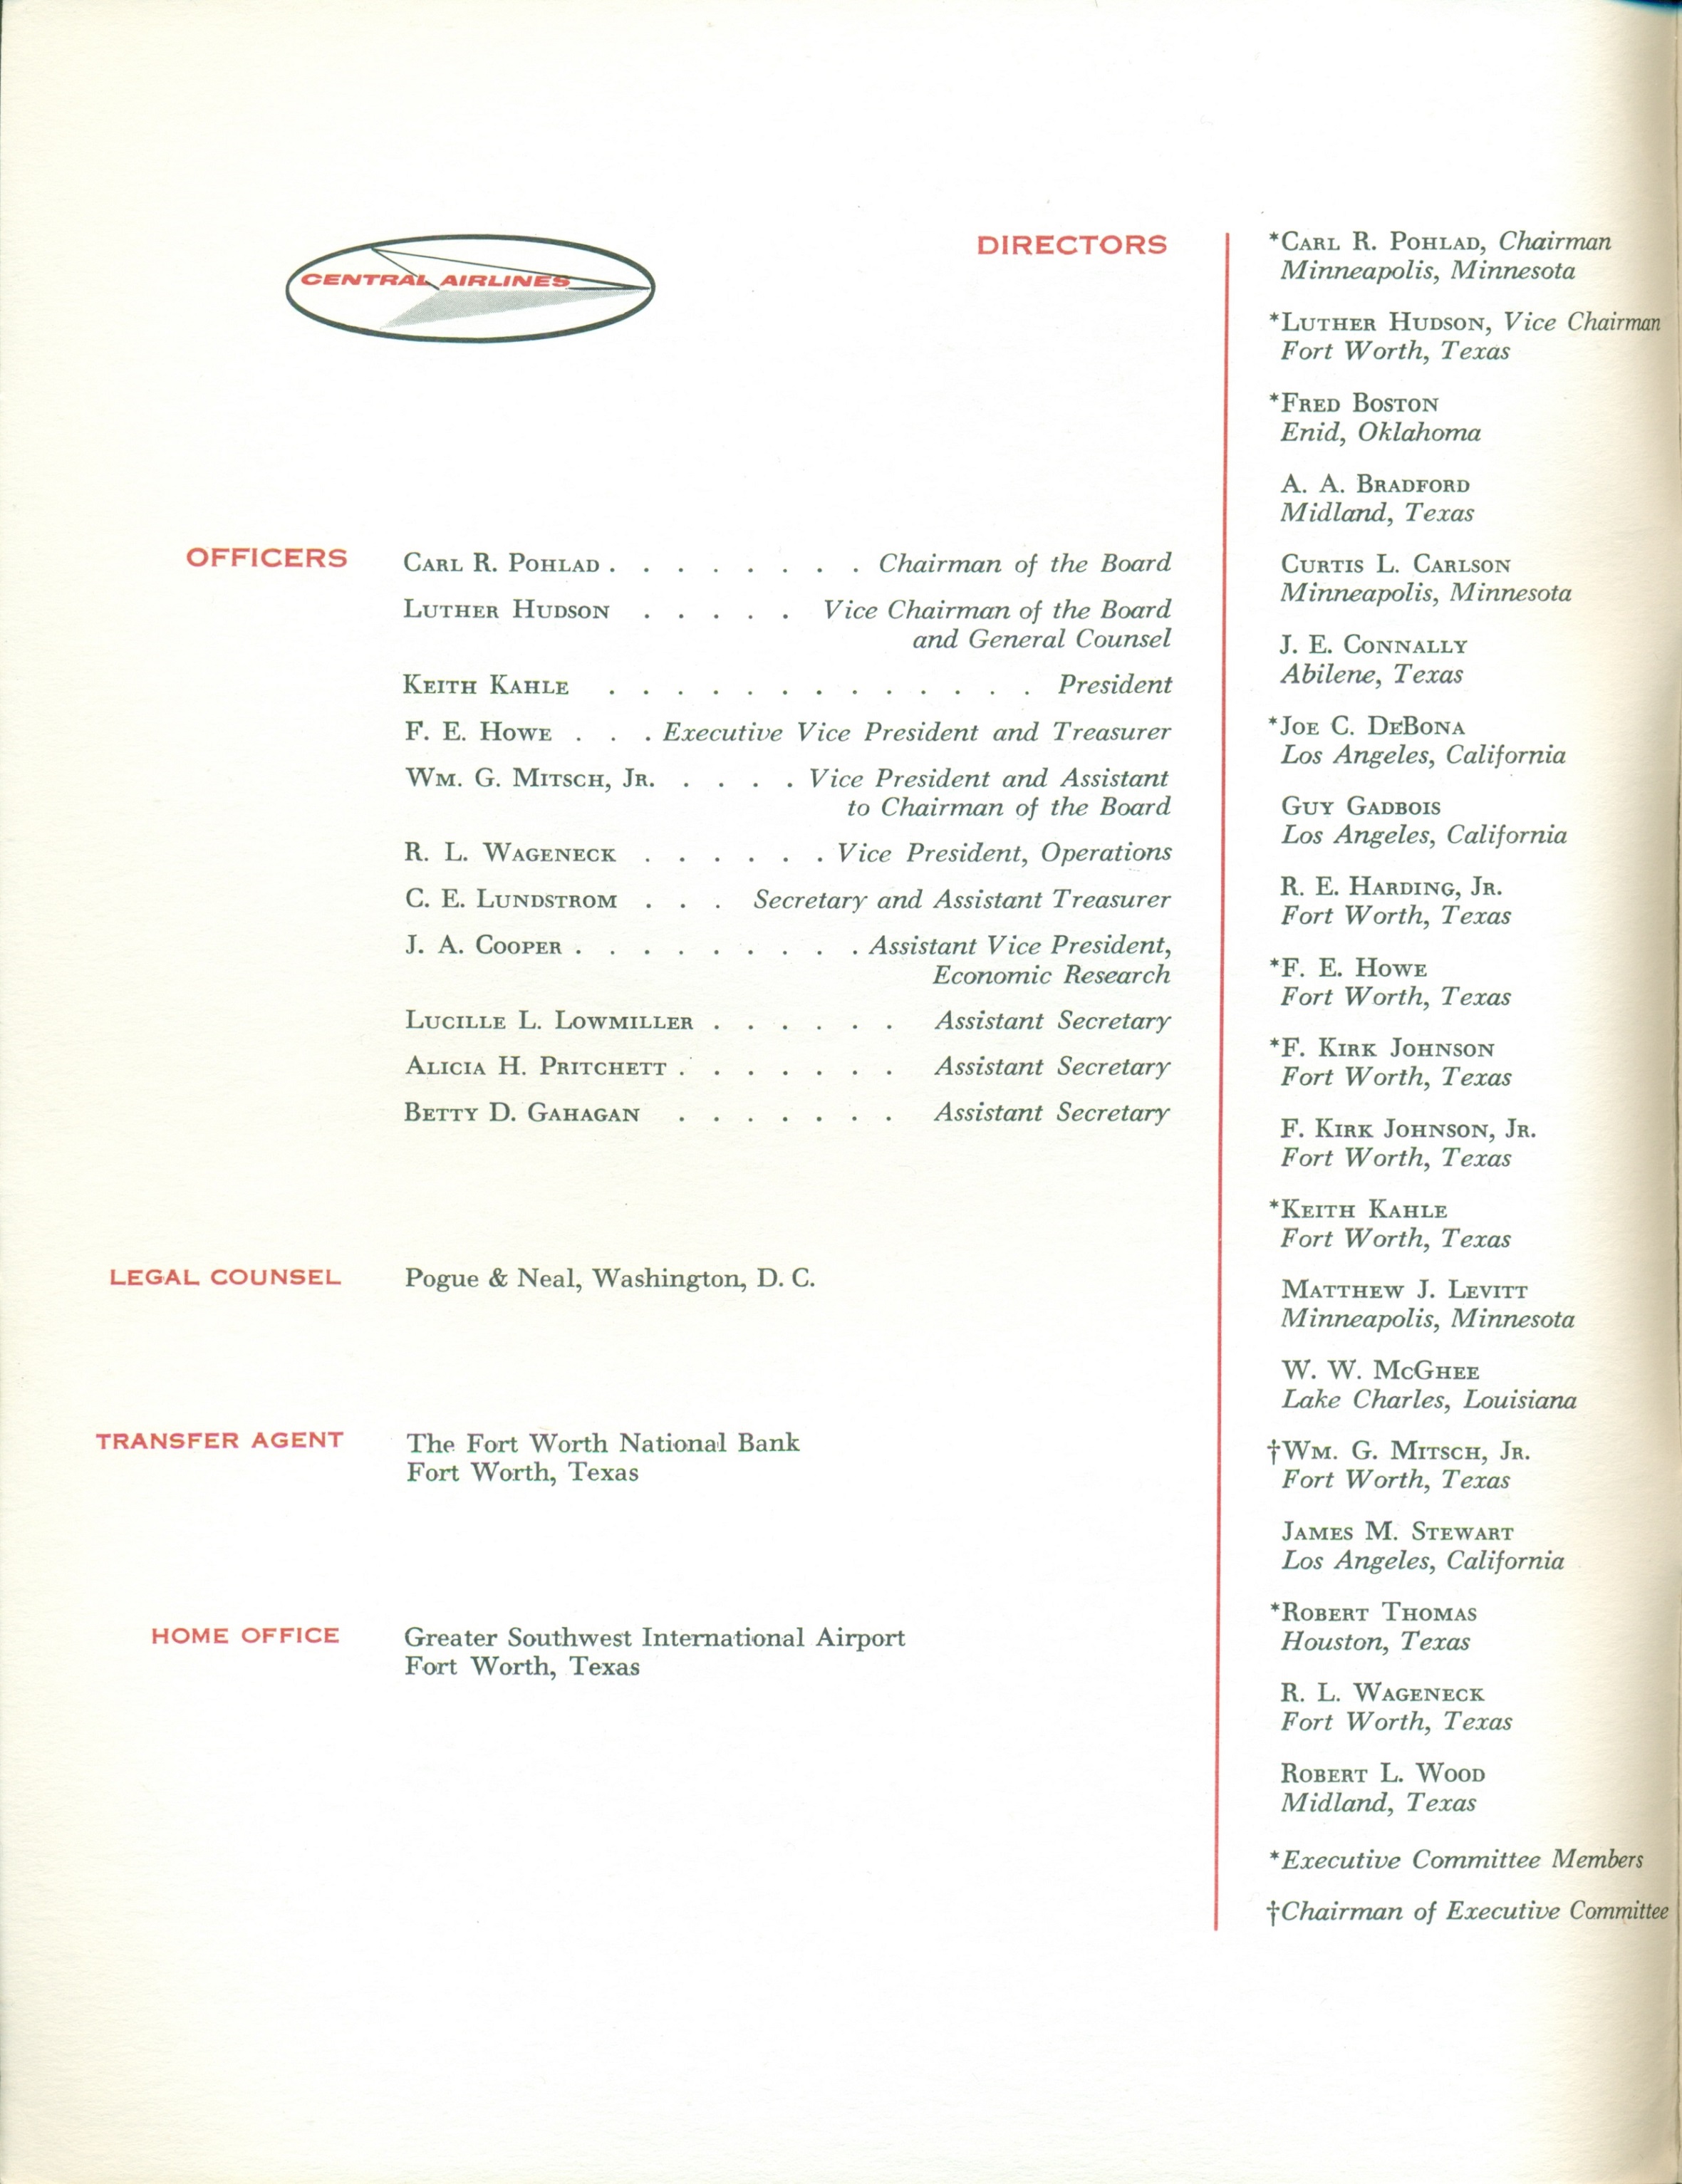 CENTRAL AIRLINES
OFFICERS
CARL R. POHLAD . . . . . . . . Chairman of the Board
LUTHER HUDSON . . . . . Vice Chairman of the Board
and General Counsel
KEITH KAHLE . . . . . . . . . . . . . President
F. E. HOWE . . . Executive Vice President and Treasurer
WM. G. MITSCH, JR. . . . . Vice President and Assistant
to Chairman of the Board
R. L. WAGENECK . . . . . . Vice President, Operations
C. E. LUNDSTROM . . . Secretary and Assistant Treasurer
J. A. COOPER . . . . . . . . . Assistant Vice President,
Economic Research
LUCILLE L. LOWMILLER . . . . . . Assistant Secretary
ALICIA H. PRITCHETT . . . . . . . Assistant Secretary
BETTY D. GAHAGAN . . . . . . . Assistant Secretary
LEGAL COUNSEL
Pogue & Neal, Washington, D. C.
TRANSFER AGENT
The Fort Worth National Bank
Fort Worth, Texas
HOME OFFICE
Greater Southwest International Airport
Fort Worth, Texas
DIRECTORS
*CARL R. POHLAD, Chairman
Minneapolis, Minnesota
*LUTHER HUDSON, Vice Chairman
Fort Worth, Texas
*FRED BOSTON
Enid, Oklahoma
A. A. BRADFORD
Midland, Texas
CURTIS L. CARLSON
Minneapolis, Minnesota
J. E. CONNALLY
Abilene, Texas
*JOE C. DEBONA
Los Angeles, California
GUY GADBOIS
Los Angeles, California
R. E. HARDING, JR.
Fort Worth, Texas
*F. E. HOWE
Fort Worth, Texas
*F. KIRK JOHNSON
Fort Worth, Texas
F. KIRK JOHNSON, JR.
Fort Worth, Texas
*KEITH KAHLE
Fort Worth, Texas
MATTHEW J. LEVITT
Minneapolis, Minnesota
W. W. MCGHEE
Lake Charles, Louisiana
†WM. G. MITSCH, JR.
Fort Worth, Texas
JAMES M. STEWART
Los Angeles, California
*ROBERT THOMAS
Houston, Texas
R. L. WAGENECK
Fort Worth, Texas
ROBERT L. WOOD
Midland, Texas
*Executive Committee Members
†Chairman of Executive Committee